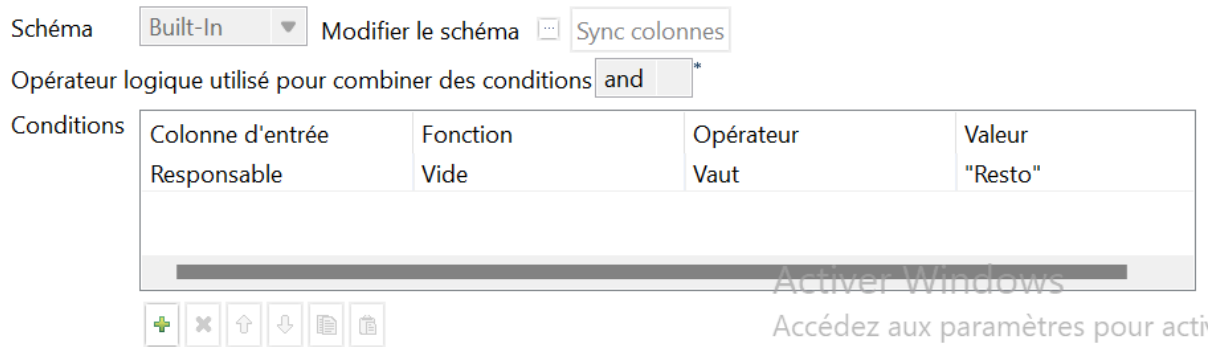 Schéma Built-In Modifier le schéma Sync colonnes
Opérateur logique utilisé pour combiner des conditions and *
Conditions Colonne d'entrée Fonction Opérateur Valeur
Responsable Vide Vaut "Resto"
Activer Windows
Accédez aux paramètres pour